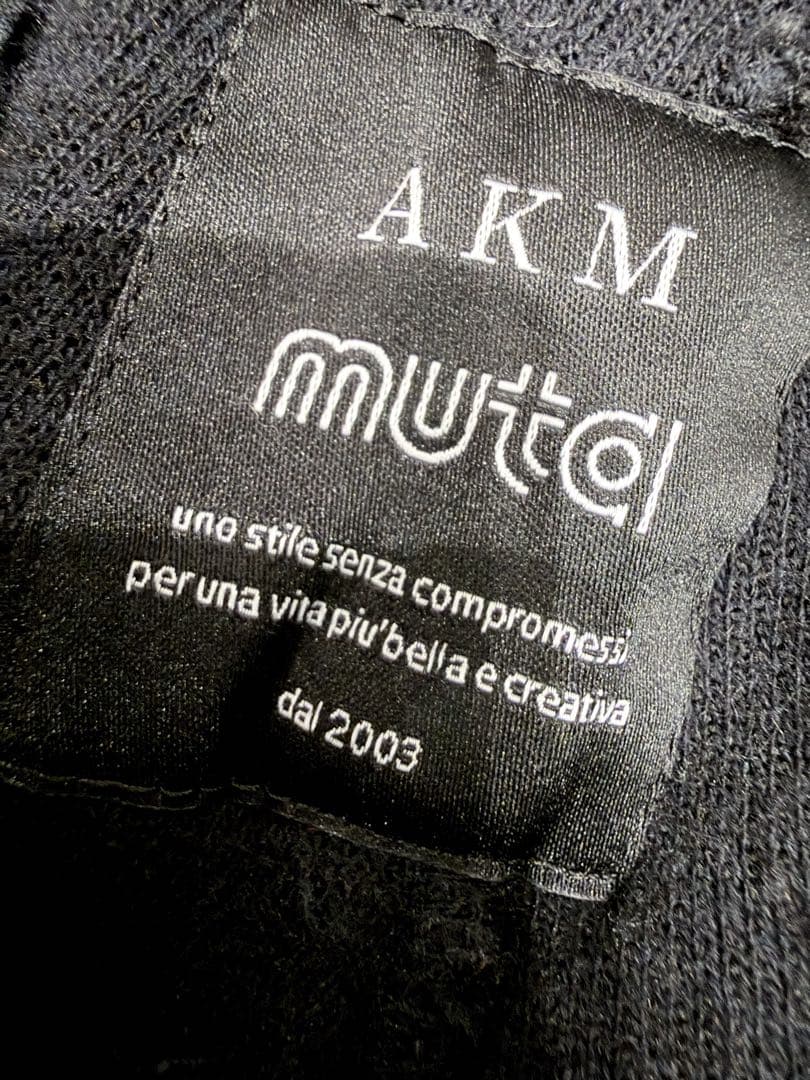 AKM
muta
uno stile senza compromessi
per una vita piu'bella e creativa
dal 2003